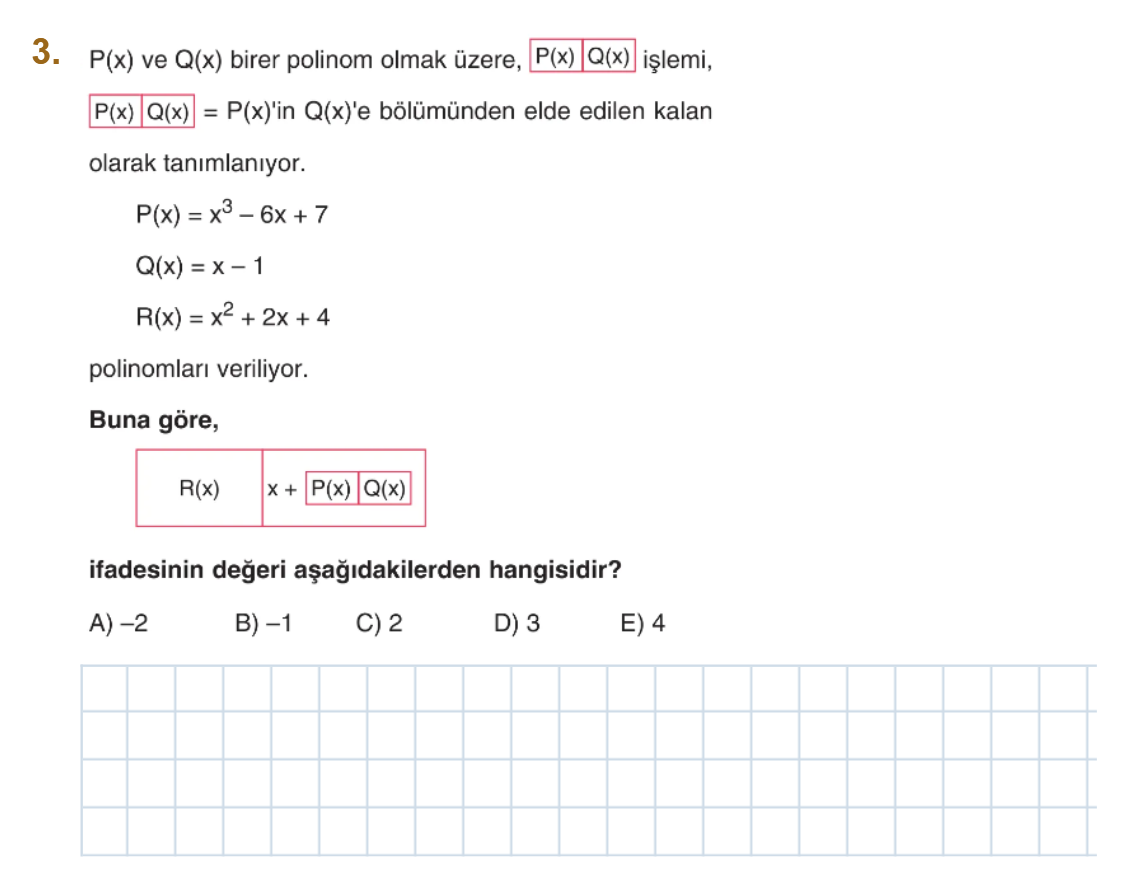 3. P(x) ve Q(x) birer polinom olmak üzere, P(x) Q(x) işlemi,
P(x) Q(x) = P(x)'in Q(x)'e bölümünden elde edilen kalan
olarak tanımlanıyor.
P(x) = x³ – 6x + 7
Q(x) = x – 1
R(x) = x² + 2x + 4
polinomları veriliyor.
Buna göre,
R(x) x + P(x) Q(x)
ifadesinin değeri aşağıdakilerden hangisidir?
A) –2 B) –1 C) 2 D) 3 E) 4